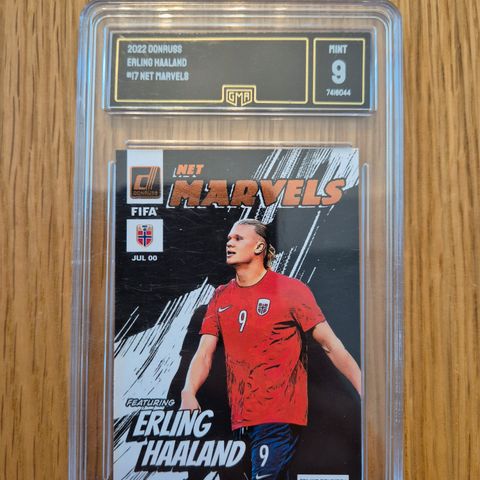 2022 DONRUSS
ERLING HAALAND
#17 NET MARVELS
MINT
9
7416044
GMA
DONRUSS
FIFA
JUL 00
NET
MARVELS
9
FEATURING
ERLING
HAALAND
9